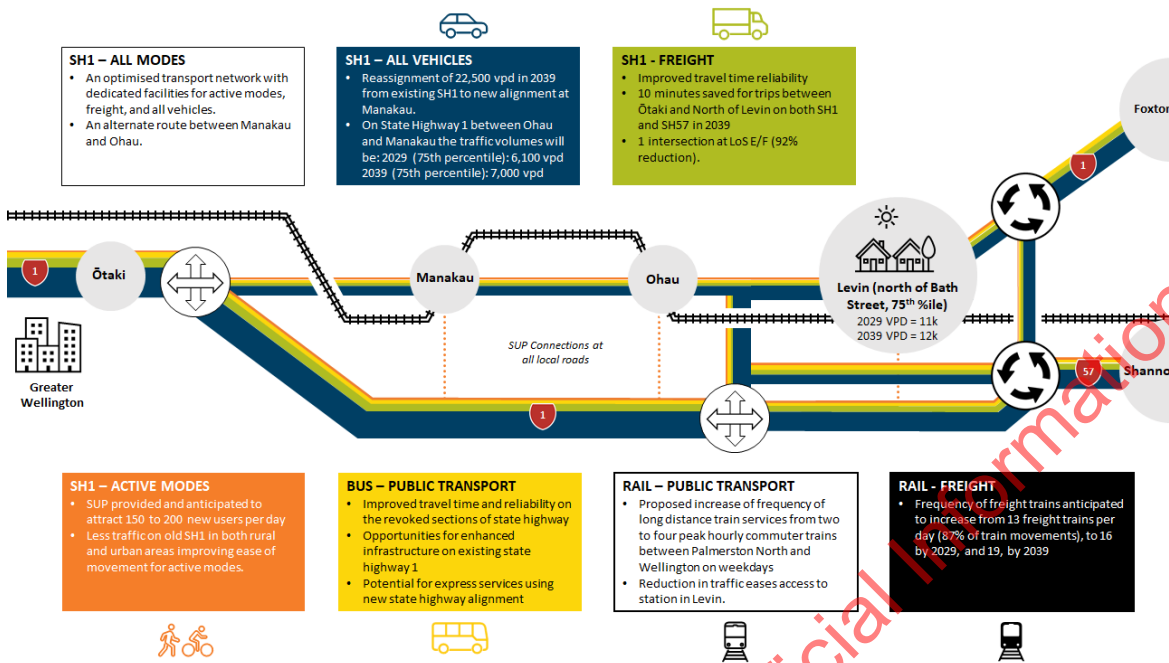 SH1 – ALL MODES
• An optimised transport network with
dedicated facilities for active modes,
freight, and all vehicles.
• An alternate route between Manakau
and Ohau.
SH1 – ALL VEHICLES
• Reassignment of 22,500 vpd in 2039
from existing SH1 to new alignment at
Manakau.
• On State Highway 1 between Ohau
and Manakau the traffic volumes will
be: 2029 (75th percentile): 6,100 vpd
2039 (75th percentile): 7,000 vpd
SH1 - FREIGHT
• Improved travel time reliability
• 10 minutes saved for trips between
Ōtaki and North of Levin on both SH1
and SH57 in 2039
• 1 intersection at LoS E/F (92%
reduction).
Foxton
1
1
Ōtaki
Manakau
Ohau
Levin (north of Bath
Street, 75th %ile)
2029 VPD = 11k
2039 VPD = 12k
SUP Connections at
all local roads
Greater
Wellington
1
57
Shanno
SH1 – ACTIVE MODES
• SUP provided and anticipated to
attract 150 to 200 new users per day
• Less traffic on old SH1 in both rural
and urban areas improving ease of
movement for active modes.
BUS – PUBLIC TRANSPORT
• Improved travel time and reliability on
the revoked sections of state highway
• Opportunities for enhanced
infrastructure on existing state
highway 1
• Potential for express services using
new state highway alignment
RAIL – PUBLIC TRANSPORT
• Proposed increase of frequency of
long distance train services from two
to four peak hourly commuter trains
between Palmerston North and
Wellington on weekdays
• Reduction in traffic eases access to
station in Levin.
RAIL - FREIGHT
• Frequency of freight trains anticipated
to increase from 13 freight trains per
day (87% of train movements), to 16
by 2029, and 19, by 2039
icial Information